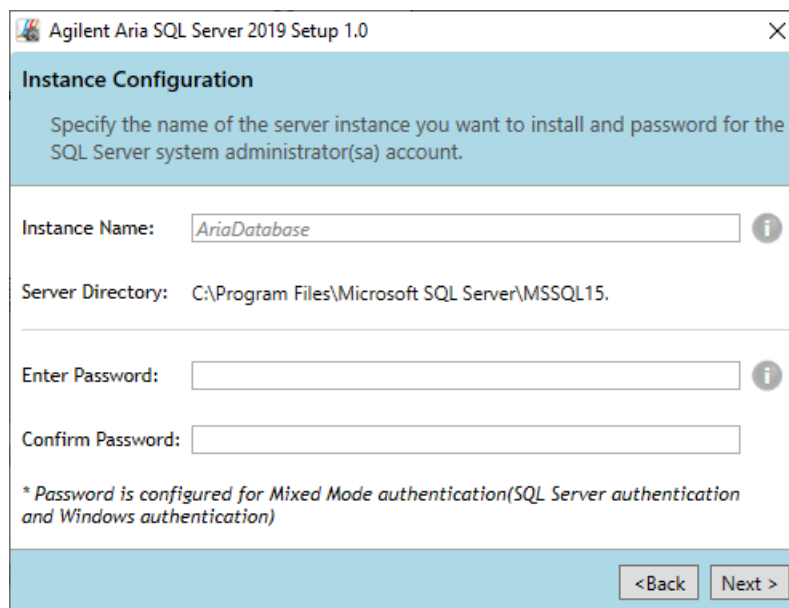 Agilent Aria SQL Server 2019 Setup 1.0
Instance Configuration
Specify the name of the server instance you want to install and password for the
SQL Server system administrator(sa) account.
Instance Name: AriaDatabase
Server Directory: C:\Program Files\Microsoft SQL Server\MSSQL15.
Enter Password:
Confirm Password:
* Password is configured for Mixed Mode authentication(SQL Server authentication
and Windows authentication)
<Back Next >